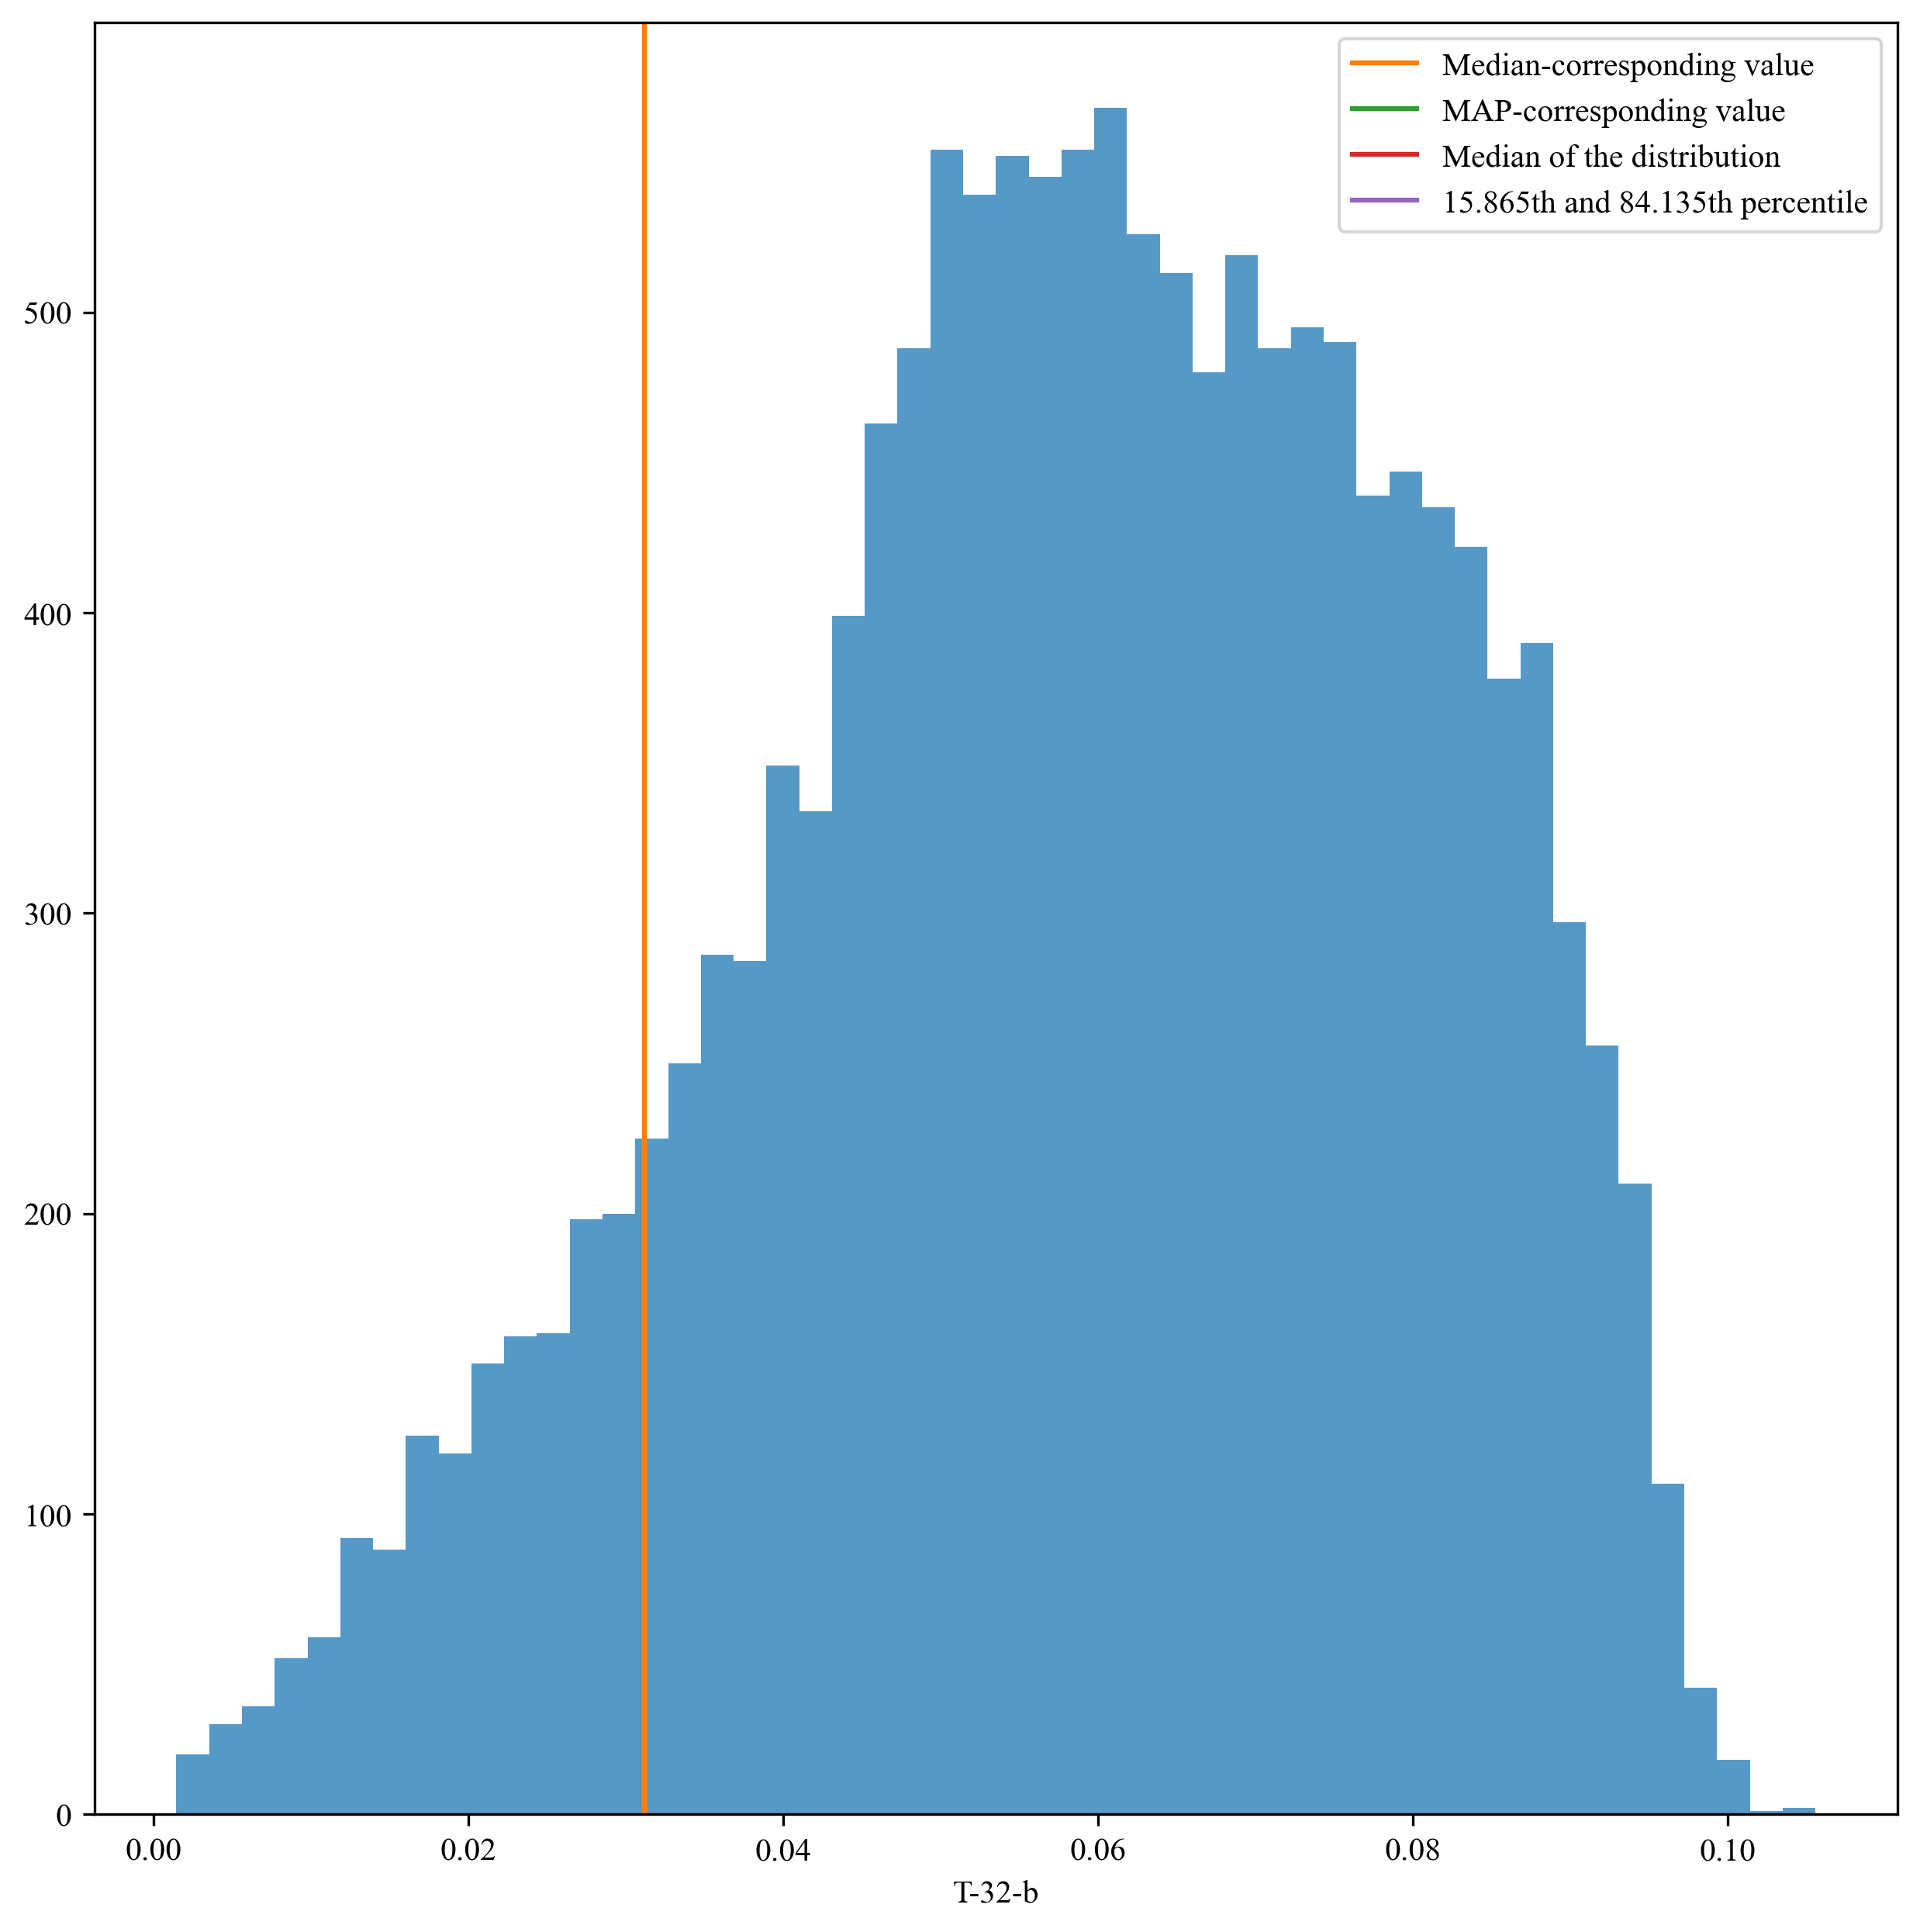 Median-corresponding value
MAP-corresponding value
Median of the distribution
15.865th and 84.135th percentile
500
400
300
200
100
0
0.00 0.02 0.04 0.06 0.08 0.10
T-32-b